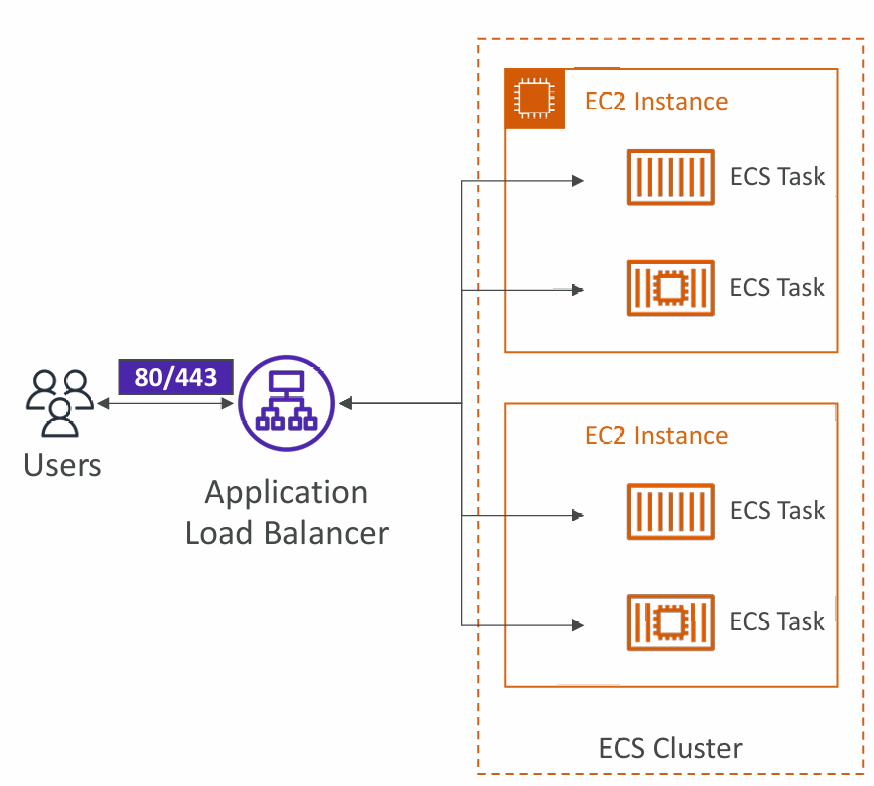 EC2 Instance
ECS Task
ECS Task
80/443
Users
Application
Load Balancer
EC2 Instance
ECS Task
ECS Task
ECS Cluster